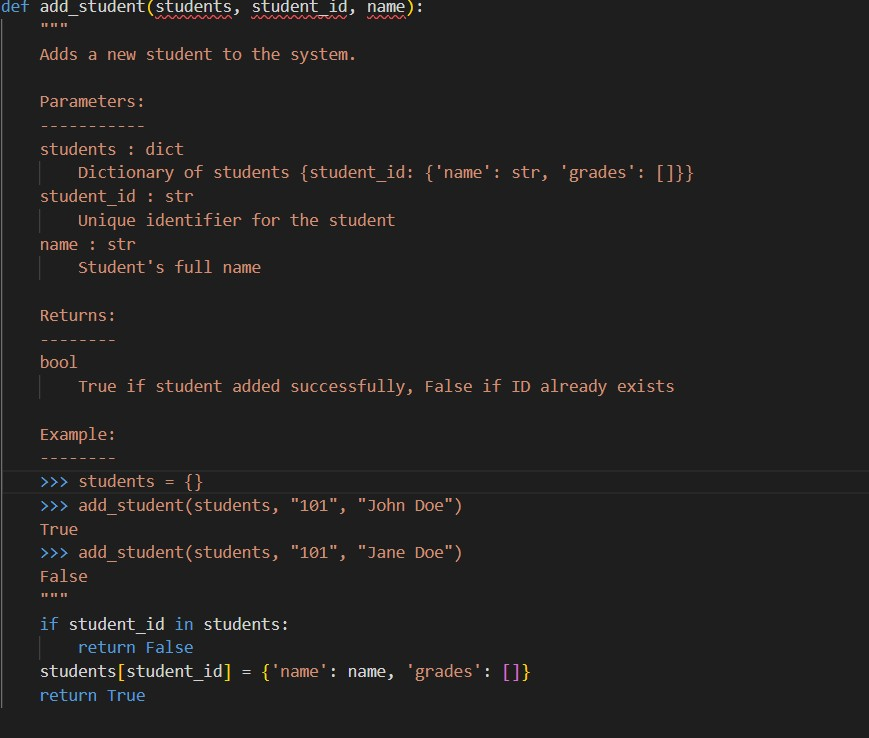 def add_student(students, student_id, name):
"""
Adds a new student to the system.
Parameters:
-----------
students : dict
Dictionary of students {student_id: {'name': str, 'grades': []}}
student_id : str
Unique identifier for the student
name : str
Student's full name
Returns:
--------
bool
True if student added successfully, False if ID already exists
Example:
--------
>>> students = {}
>>> add_student(students, "101", "John Doe")
True
>>> add_student(students, "101", "Jane Doe")
False
"""
if student_id in students:
return False
students[student_id] = {'name': name, 'grades': []}
return True